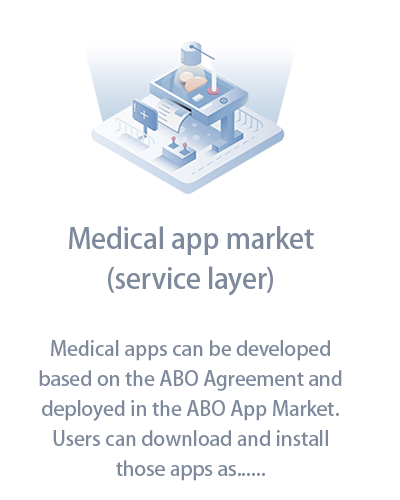 Medical app market
(service layer)
Medical apps can be developed
based on the ABO Agreement and
deployed in the ABO App Market.
Users can download and install
those apps as......